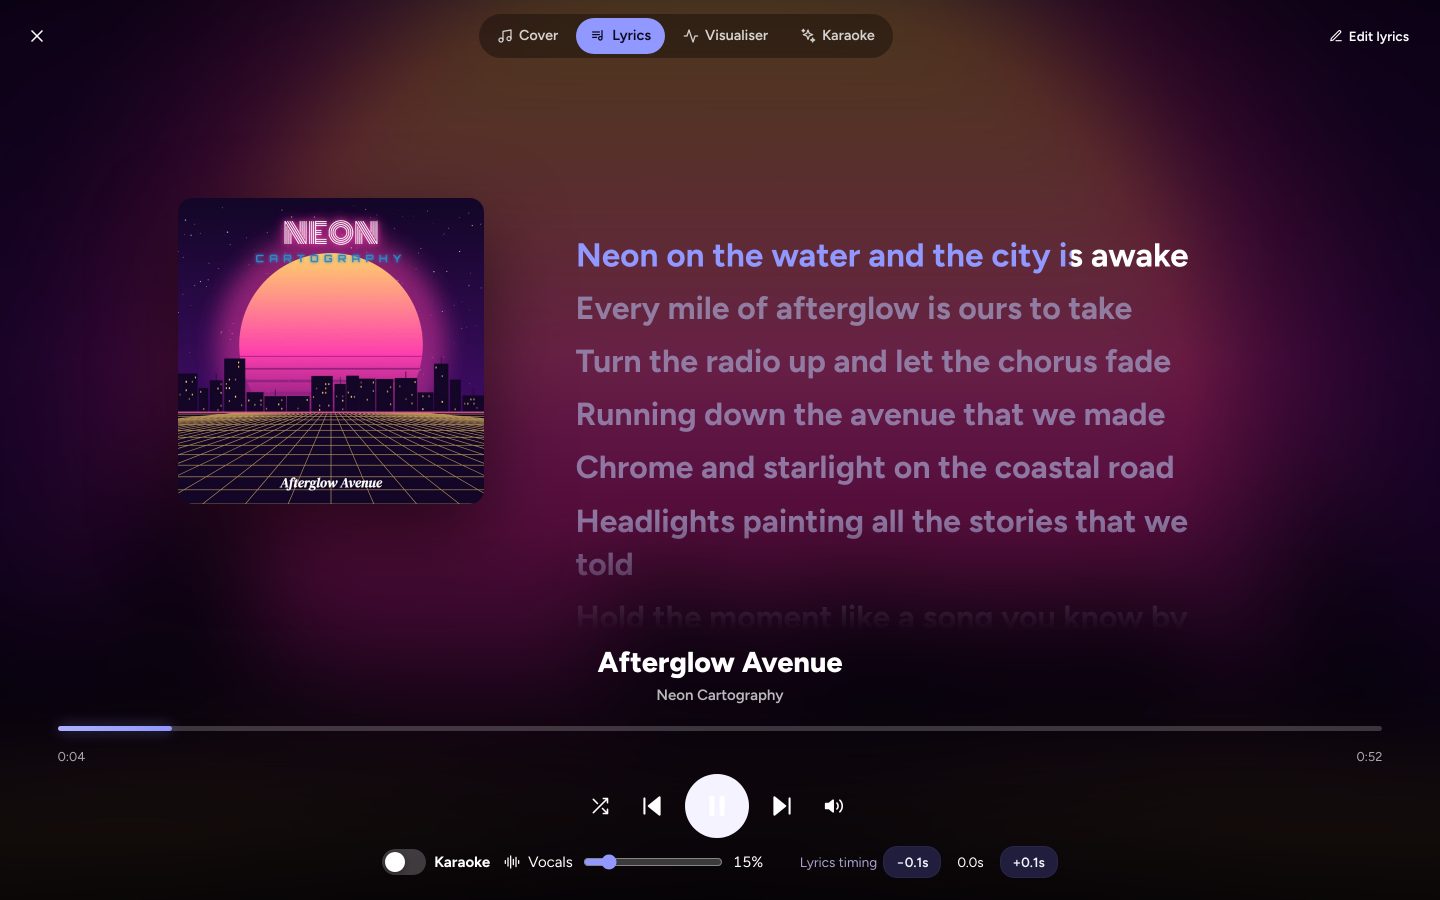 Cover
Lyrics
Visualiser
Karaoke
Edit lyrics
NEON
CARTOGRAPHY
Afterglow Avenue
Neon on the water and the city is awake
Every mile of afterglow is ours to take
Turn the radio up and let the chorus fade
Running down the avenue that we made
Chrome and starlight on the coastal road
Headlights painting all the stories that we
told
Hold the moment like a song you know by
Afterglow Avenue
Neon Cartography
0:04
0:52
Karaoke
Vocals
15%
Lyrics timing
−0.1s
0.0s
+0.1s